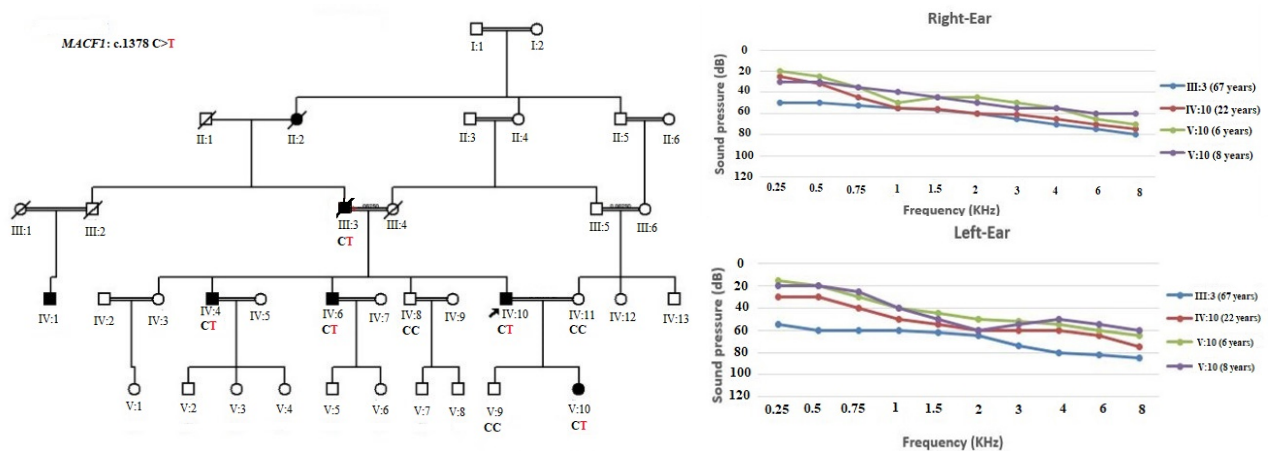 MACF1: c.1378 C>T
I:1 I:2
II:1 II:2 II:3 II:4 II:5 II:6
III:1 III:2 III:3 III:4 III:5 III:6
CT
IV:1 IV:2 IV:3 IV:4 IV:5 IV:6 IV:7 IV:8 IV:9 IV:10 IV:11 IV:12 IV:13
CT CT CC CT CC
V:1 V:2 V:3 V:4 V:5 V:6 V:7 V:8 V:9 V:10
CC CT
Right-Ear
Sound pressure (dB)
0
20
40
60
80
100
120
0.25 0.5 0.75 1 1.5 2 3 4 6 8
Frequency (KHz)
III:3 (67 years)
IV:10 (22 years)
V:10 (6 years)
V:10 (8 years)
Left-Ear
Sound pressure (dB)
0
20
40
60
80
100
120
0.25 0.5 0.75 1 1.5 2 3 4 6 8
Frequency (KHz)
III:3 (67 years)
IV:10 (22 years)
V:10 (6 years)
V:10 (8 years)